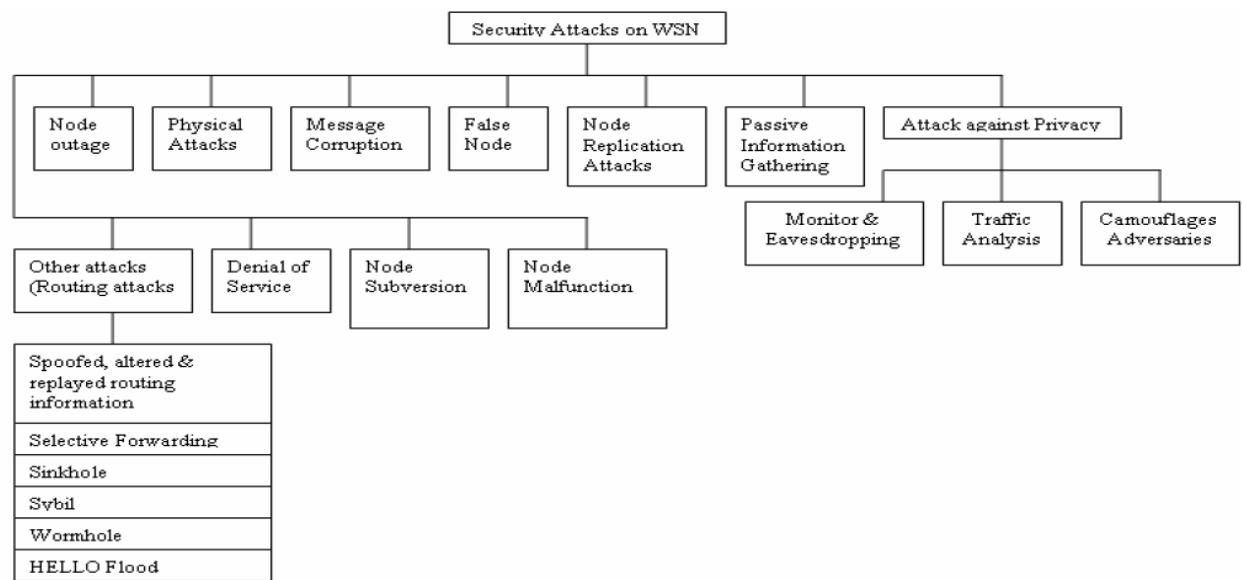 Security Attacks on WSN
Node
outage
Physical
Attacks
Message
Corruption
False
Node
Node
Replication
Attacks
Passive
Information
Gathering
Attack against Privacy
Monitor &
Eavesdropping
Traffic
Analysis
Camouflages
Adversaries
Other attacks
(Routing attacks
Denial of
Service
Node
Subversion
Node
Malfunction
Spoofed, altered &
replayed routing
information
Selective Forwarding
Sinkhole
Sybil
Wormhole
HELLO Flood